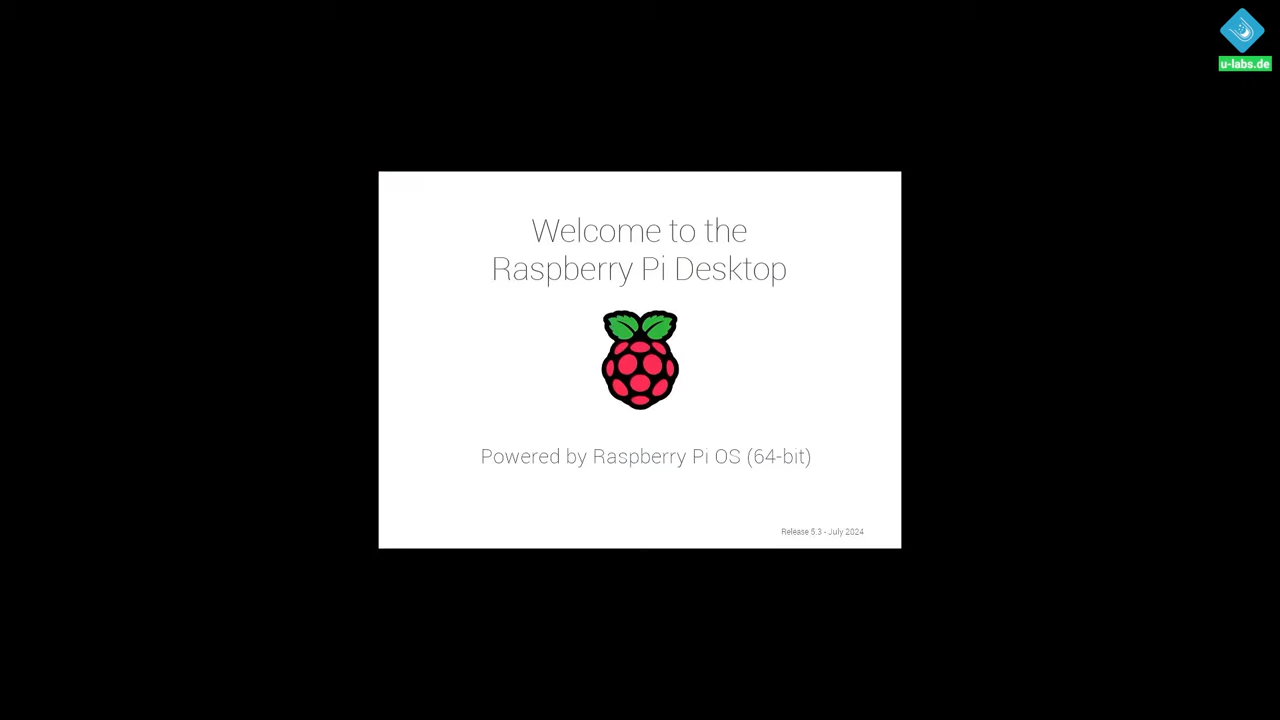 u-labs.de
Welcome to the
Raspberry Pi Desktop
Powered by Raspberry Pi OS (64-bit)
Release 5.3 - July 2024